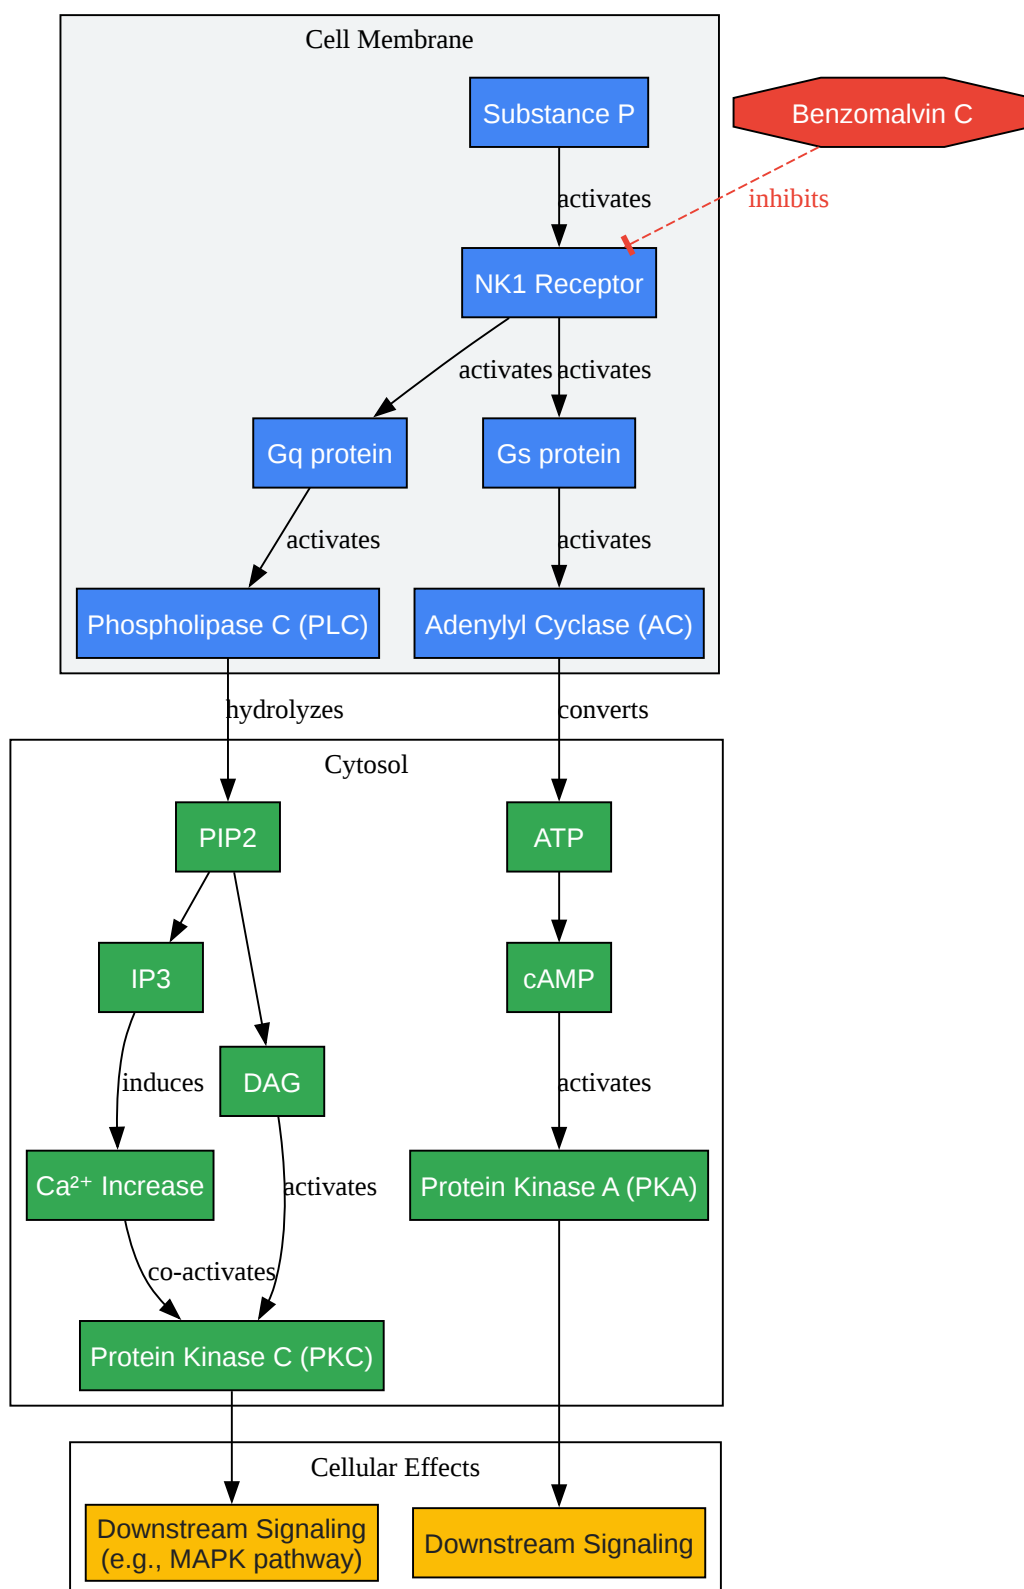 Cell Membrane
Substance P
Benzomalvin C
activates
inhibits
NK1 Receptor
activates
activates
Gq protein
Gs protein
activates
activates
Phospholipase C (PLC)
Adenylyl Cyclase (AC)
hydrolyzes
converts
Cytosol
PIP2
ATP
IP3
cAMP
induces
DAG
activates
Ca²⁺ Increase
activates
Protein Kinase A (PKA)
co-activates
Protein Kinase C (PKC)
Cellular Effects
Downstream Signaling
(e.g., MAPK pathway)
Downstream Signaling